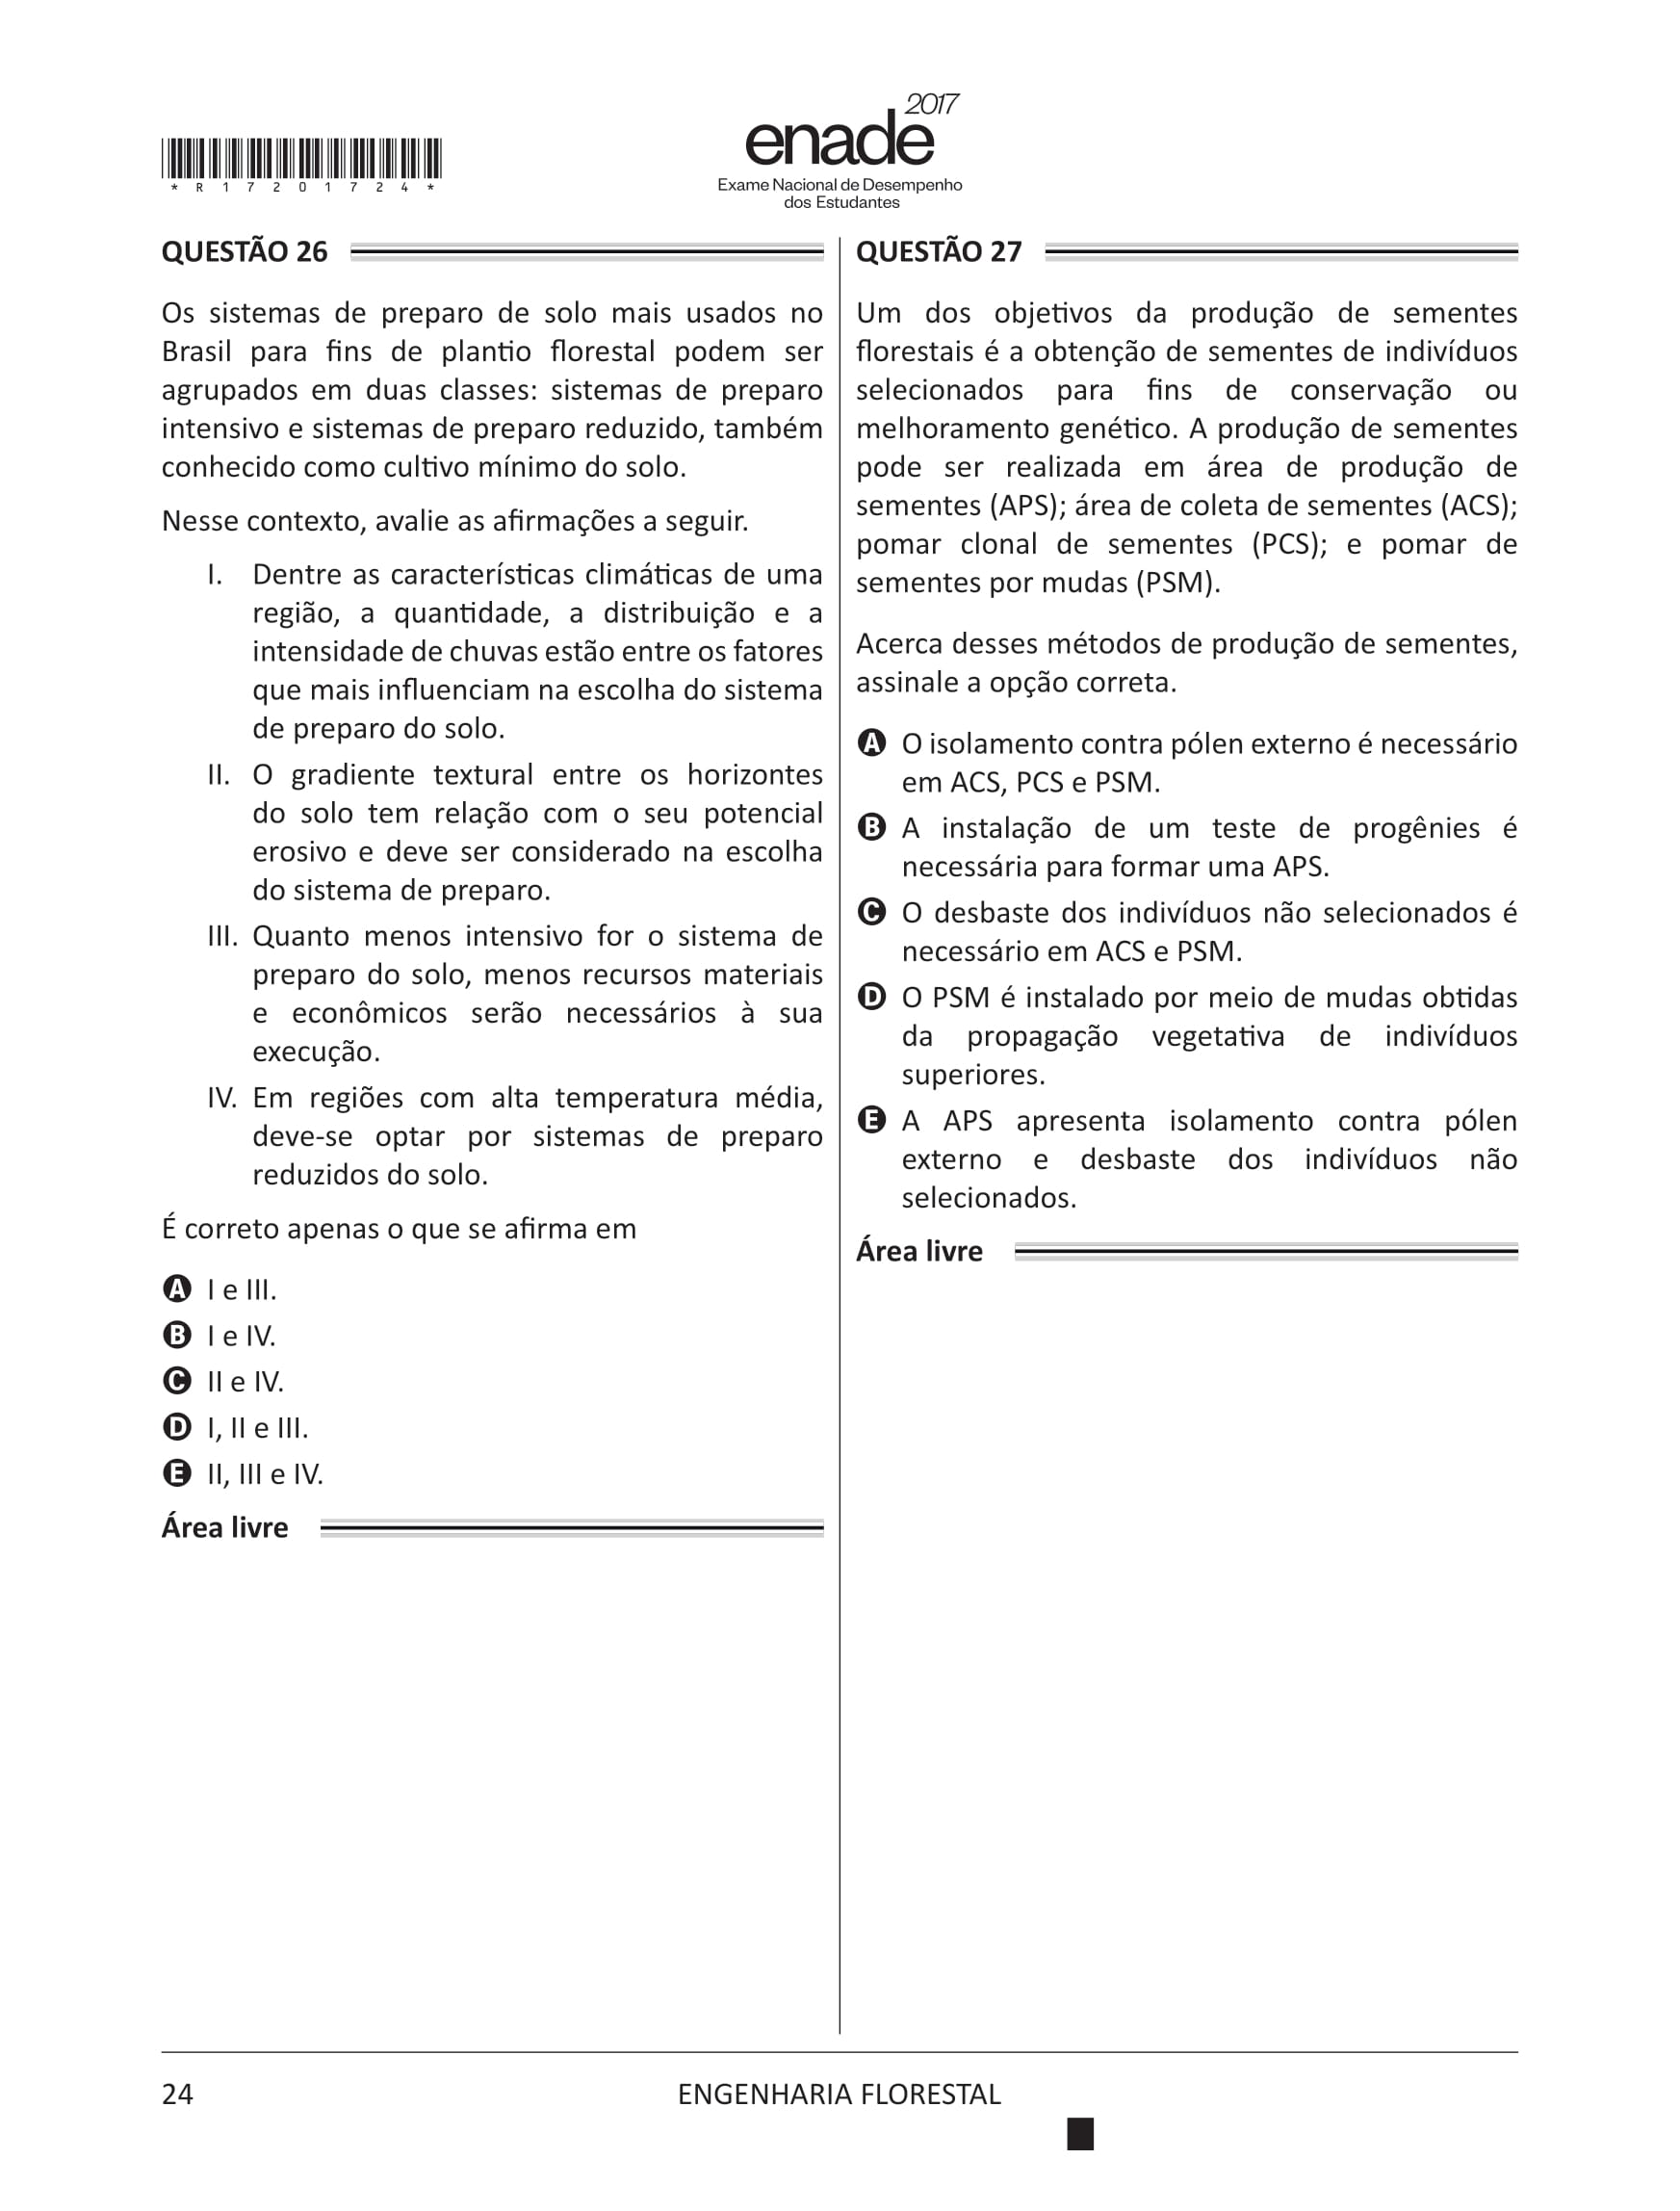 *R17201724*
enade 2017
Exame Nacional de Desempenho
dos Estudantes
QUESTÃO 26
Os sistemas de preparo de solo mais usados no
Brasil para fins de plantio florestal podem ser
agrupados em duas classes: sistemas de preparo
intensivo e sistemas de preparo reduzido, também
conhecido como cultivo mínimo do solo.
Nesse contexto, avalie as afirmações a seguir.
I. Dentre as características climáticas de uma
região, a quantidade, a distribuição e a
intensidade de chuvas estão entre os fatores
que mais influenciam na escolha do sistema
de preparo do solo.
II. O gradiente textural entre os horizontes
do solo tem relação com o seu potencial
erosivo e deve ser considerado na escolha
do sistema de preparo.
III. Quanto menos intensivo for o sistema de
preparo do solo, menos recursos materiais
e econômicos serão necessários à sua
execução.
IV. Em regiões com alta temperatura média,
deve-se optar por sistemas de preparo
reduzidos do solo.
É correto apenas o que se afirma em
A I e III.
B I e IV.
C II e IV.
D I, II e III.
E II, III e IV.
Área livre
QUESTÃO 27
Um dos objetivos da produção de sementes
florestais é a obtenção de sementes de indivíduos
selecionados para fins de conservação ou
melhoramento genético. A produção de sementes
pode ser realizada em área de produção de
sementes (APS); área de coleta de sementes (ACS);
pomar clonal de sementes (PCS); e pomar de
sementes por mudas (PSM).
Acerca desses métodos de produção de sementes,
assinale a opção correta.
A O isolamento contra pólen externo é necessário
em ACS, PCS e PSM.
B A instalação de um teste de progênies é
necessária para formar uma APS.
C O desbaste dos indivíduos não selecionados é
necessário em ACS e PSM.
D O PSM é instalado por meio de mudas obtidas
da propagação vegetativa de indivíduos
superiores.
E A APS apresenta isolamento contra pólen
externo e desbaste dos indivíduos não
selecionados.
Área livre
24
ENGENHARIA FLORESTAL